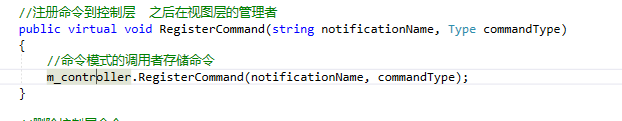 //注册命令到控制层  之后在视图层的管理者
public virtual void RegisterCommand(string notificationName, Type commandType)
{
//命令模式的调用者存储命令
m_controller.RegisterCommand(notificationName, commandType);
}